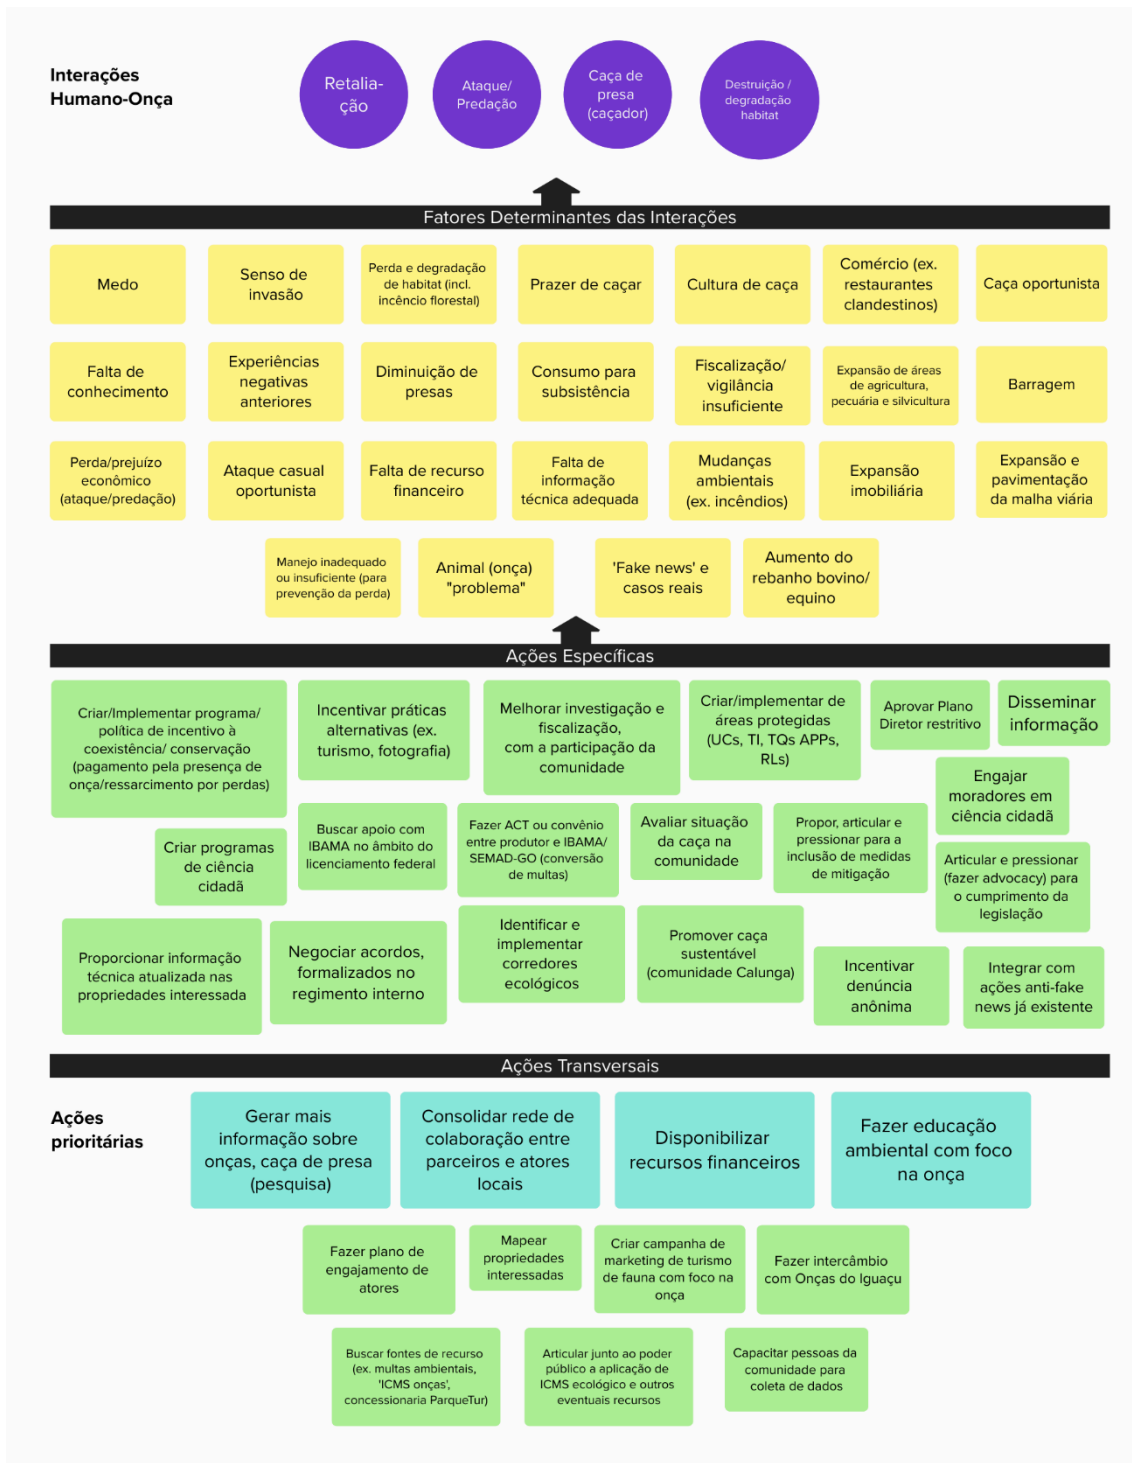 Interações
Humano-Onça
Retalia-
ção
Ataque/
Predação
Caça de
presa
(caçador)
Destruição /
degradação
habitat
Fatores Determinantes das Interações
Medo
Senso de
invasão
Perda e degradação
de habitat (incl.
incêncio florestal)
Prazer de caçar
Cultura de caça
Comércio (ex.
restaurantes
clandestinos)
Caça oportunista
Falta de
conhecimento
Experiências
negativas
anteriores
Diminuição de
presas
Consumo para
subsistência
Fiscalização/
vigilância
insuficiente
Expansão de áreas
de agricultura,
pecuária e silvicultura
Barragem
Perda/prejuízo
econômico
(ataque/predação)
Ataque casual
oportunista
Falta de recurso
financeiro
Falta de
informação
técnica adequada
Mudanças
ambientais
(ex. incêndios)
Expansão
imobiliária
Expansão e
pavimentação
da malha viária
Manejo inadequado
ou insuficiente (para
prevenção da perda)
Animal (onça)
"problema"
'Fake news' e
casos reais
Aumento do
rebanho bovino/
equino
Ações Específicas
Criar/Implementar programa/
política de incentivo à
coexistência/ conservação
(pagamento pela presença de
onça/ressarcimento por perdas)
Incentivar práticas
alternativas (ex.
turismo, fotografia)
Melhorar investigação e
fiscalização,
com a participação da
comunidade
Criar/implementar de
áreas protegidas
(UCs, TI, TQs APPs,
RLs)
Aprovar Plano
Diretor restritivo
Disseminar
informação
Engajar
moradores em
ciência cidadã
Criar programas
de ciência
cidadã
Buscar apoio com
IBAMA no âmbito do
licenciamento federal
Fazer ACT ou convênio
entre produtor e IBAMA/
SEMAD-GO (conversão
de multas)
Avaliar situação
da caça na
comunidade
Propor, articular e
pressionar para a
inclusão de medidas
de mitigação
Articular e pressionar
(fazer advocacy) para
o cumprimento da
legislação
Proporcionar informação
técnica atualizada nas
propriedades interessada
Negociar acordos,
formalizados no
regimento interno
Identificar e
implementar
corredores
ecológicos
Promover caça
sustentável
(comunidade Calunga)
Incentivar
denúncia
anônima
Integrar com
ações anti-fake
news já existente
Ações Transversais
Ações
prioritárias
Gerar mais
informação sobre
onças, caça de presa
(pesquisa)
Consolidar rede de
colaboração entre
parceiros e atores
locais
Disponibilizar
recursos financeiros
Fazer educação
ambiental com foco
na onça
Fazer plano de
engajamento de
atores
Mapear
propriedades
interessadas
Criar campanha de
marketing de turismo
de fauna com foco na
onça
Fazer intercâmbio
com Onças do Iguaçu
Buscar fontes de recurso
(ex. multas ambientais,
'ICMS onças',
concessionaria ParqueTur)
Articular junto ao poder
público a aplicação de
ICMS ecológico e outros
eventuais recursos
Capacitar pessoas da
comunidade para
coleta de dados